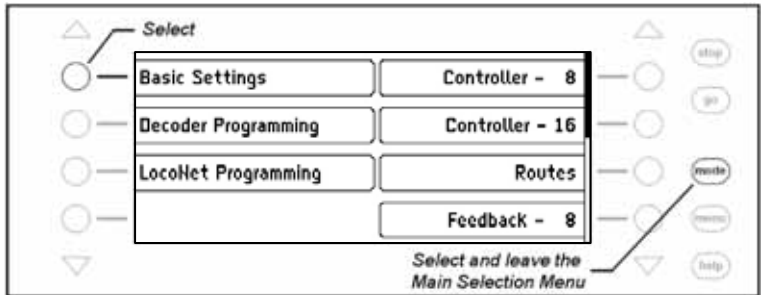 Select
stop
Basic Settings
Controller - 8
go
Decoder Programming
Controller - 16
LocoNet Programming
Routes
mode
Feedback - 8
menu
Select and leave the
Main Selection Menu
help